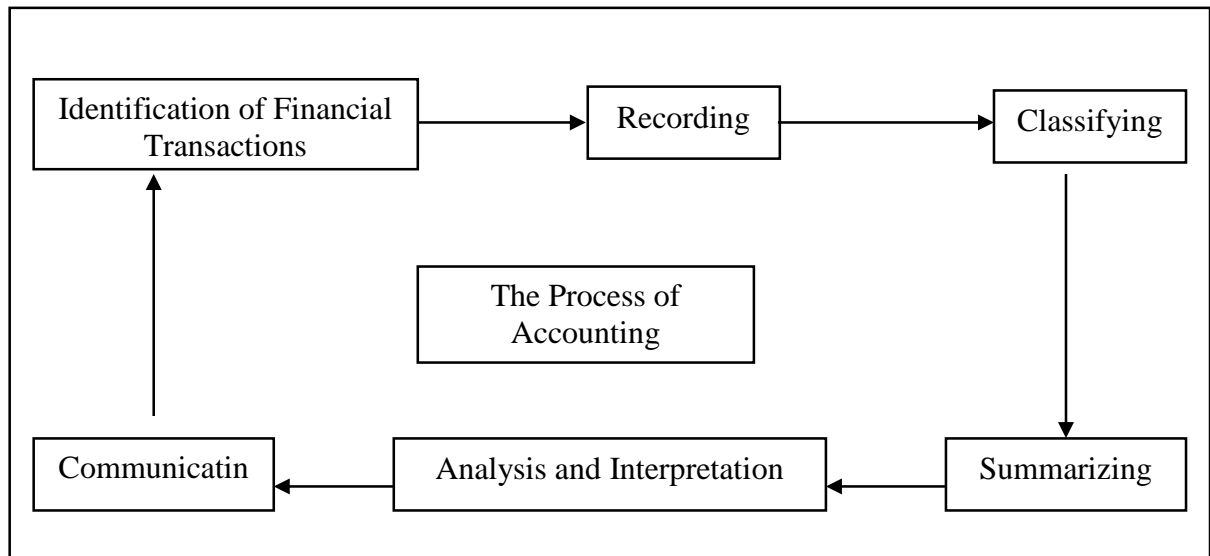 Identification of Financial
Transactions
Recording
Classifying
The Process of
Accounting
Communicatin
Analysis and Interpretation
Summarizing